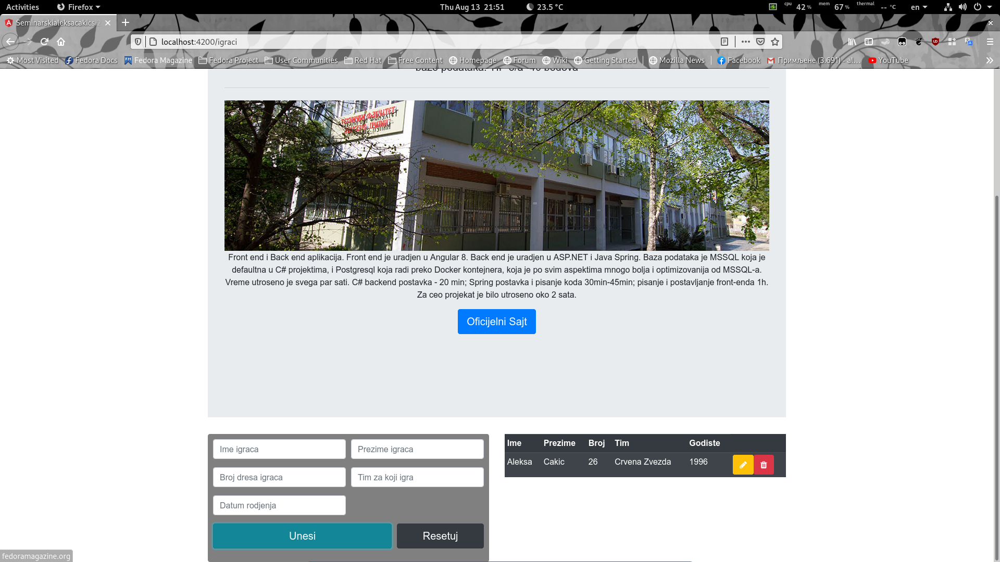 Activities Firefox Thu Aug 13 21:51 23.5 °C cpu 42 % mem 67 % thermal -- °C en
Seminarskialeksacakicsi2
localhost:4200/igraci
Most Visited Fedora Docs Fedora Magazine Fedora Project User Communities Red Hat Free Content Homepage Forum Wiki Getting Started Mozilla News Facebook Примљене (3.691) - al... YouTube
ТЕХНИЧКИ ФАКУЛТЕТ
Front end i Back end aplikacija. Front end je uradjen u Angular 8. Back end je uradjen u ASP.NET i Java Spring. Baza podataka je MSSQL koja je
defaultna u C# projektima, i Postgresql koja radi preko Docker kontejnera, koja je po svim aspektima mnogo bolja i optimizovanija od MSSQL-a.
Vreme utroseno je svega par sati. C# backend postavka - 20 min; Spring postavka i pisanje koda 30min-45min; pisanje i postavljanje front-enda 1h.
Za ceo projekat je bilo utroseno oko 2 sata.
Oficijelni Sajt
Ime igraca Prezime igraca
Broj dresa igraca Tim za koji igra
Datum rodjenja
Unesi Resetuj
Ime Prezime Broj Tim Godiste
Aleksa Cakic 26 Crvena Zvezda 1996
fedoramagazine.org